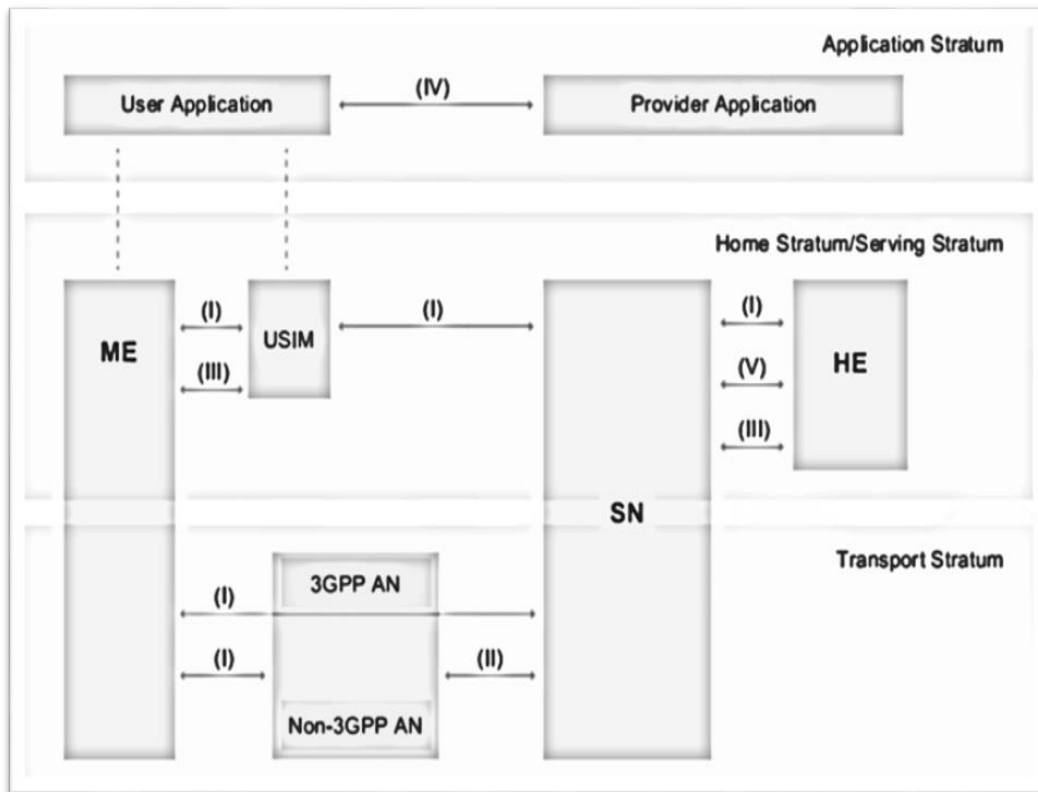 Application Stratum
User Application
(IV)
Provider Application
Home Stratum/Serving Stratum
ME
(I)
USIM
(III)
(I)
(I)
(V)
(III)
HE
SN
Transport Stratum
3GPP AN
(I)
(I)
(II)
Non-3GPP AN